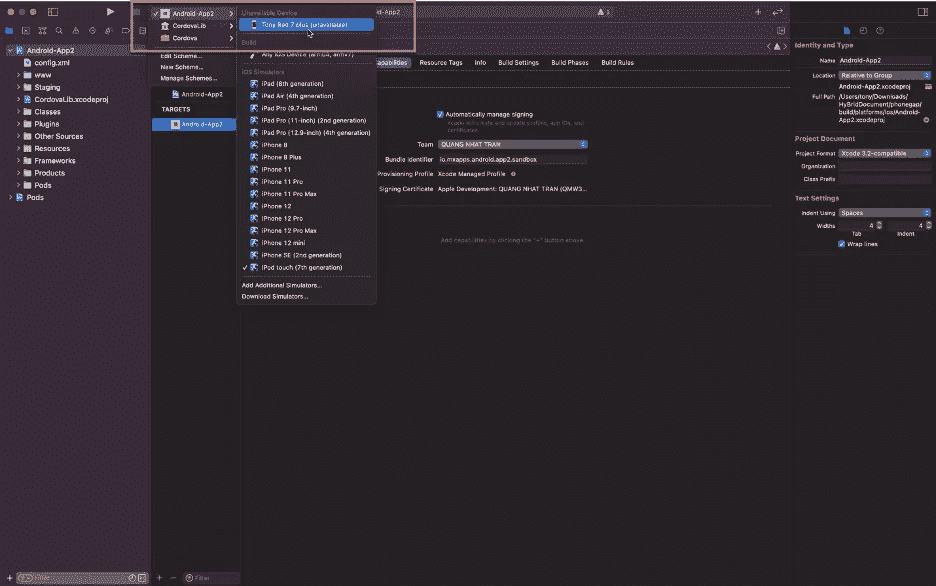 Android-App2
CordovaLib
Cordova
Unavailable Device
Tony Red 7 Plus (unavailable)
Build
Any iOS Device (arm64, armv7)
Edit Scheme...
New Scheme...
Manage Schemes...
iOS Simulators
iPad (8th generation)
iPad Air (4th generation)
iPad Pro (9.7-inch)
iPad Pro (11-inch) (2nd generation)
iPad Pro (12.9-inch) (4th generation)
iPhone 8
iPhone 8 Plus
iPhone 11
iPhone 11 Pro
iPhone 11 Pro Max
iPhone 12
iPhone 12 Pro
iPhone 12 Pro Max
iPhone 12 mini
iPhone SE (2nd generation)
iPod touch (7th generation)
Add Additional Simulators...
Download Simulators...
Android-App2
config.xml
www
Staging
CordovaLib.xcodeproj
Classes
Plugins
Other Sources
Resources
Frameworks
Products
Pods
Pods
Android-App2
TARGETS
Android-App2
Resource Tags
Info
Build Settings
Build Phases
Build Rules
Automatically manage signing
Xcode will create and update profiles, app IDs, and
certificates.
Team
QUANG NHAT TRAN
Bundle Identifier
io.mxapps.android.app2.sandbox
Provisioning Profile
Xcode Managed Profile
Signing Certificate
Apple Development: QUANG NHAT TRAN (QMW3...
Add capabilities by clicking the "+" button above.
Identity and Type
Name
Android-App2
Location
Relative to Group
Android-App2.xcodeproj
Full Path
/Users/tony/Downloads/
HyBridDocument/phonegap/
build/platforms/ios/Android-
App2.xcodeproj
Project Document
Project Format
Xcode 3.2-compatible
Organization
Class Prefix
Text Settings
Indent Using
Spaces
Widths
4
4
Tab
Indent
Wrap lines
Filter
Filter